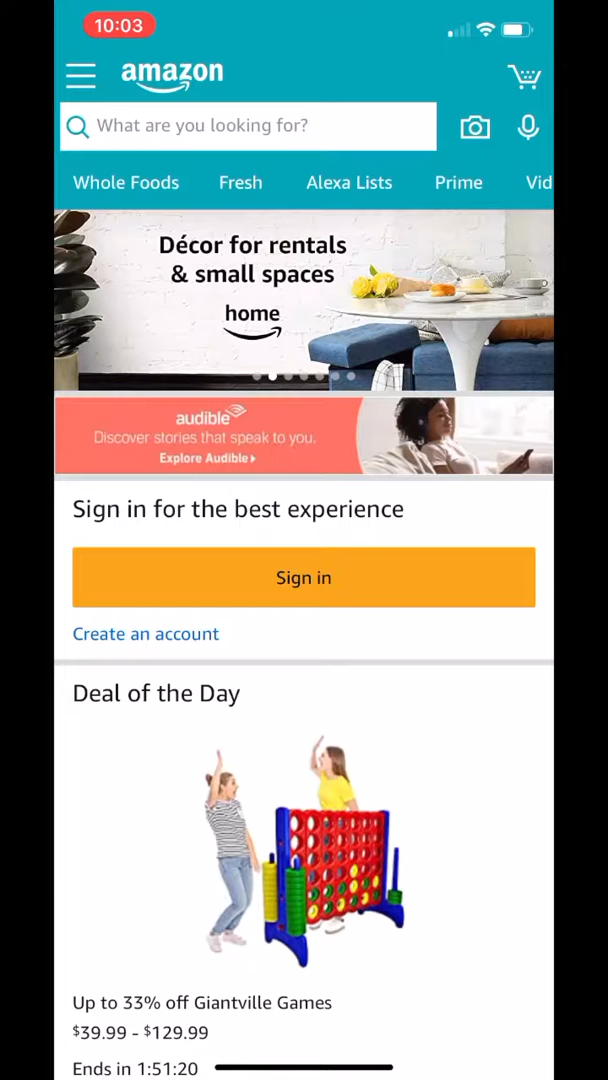 10:03
amazon
What are you looking for?
Whole Foods Fresh Alexa Lists Prime Vid
Décor for rentals
& small spaces
home
audible
Discover stories that speak to you.
Explore Audible
Sign in for the best experience
Sign in
Create an account
Deal of the Day
Up to 33% off Giantville Games
$39.99 - $129.99
Ends in 1:51:20